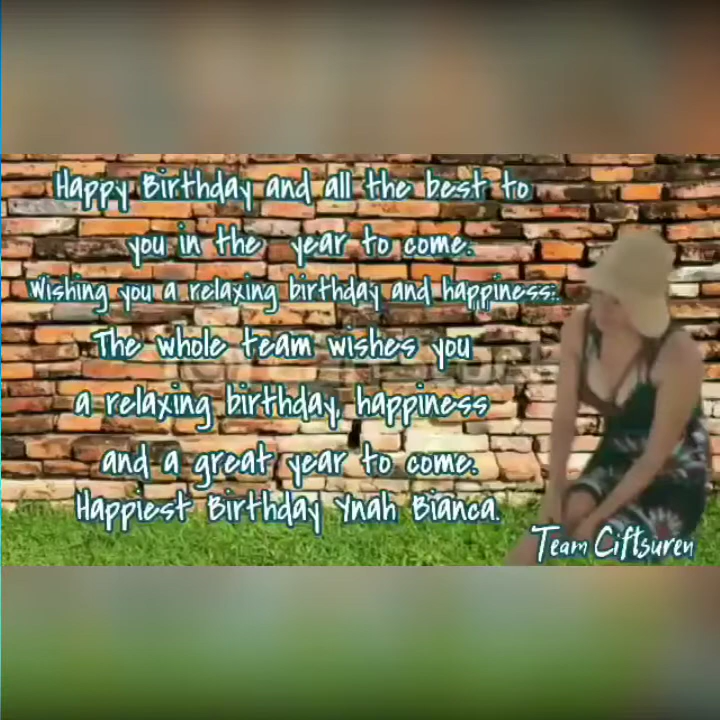 Happy Birthday and all the best to
you in the year to come.
Wishing you a relaxing birthday and happiness:.
The whole team wishes you
a relaxing birthday, happiness
and a great year to come.
Happiest Birthday Ynah Bianca.
Team Ciftsuren